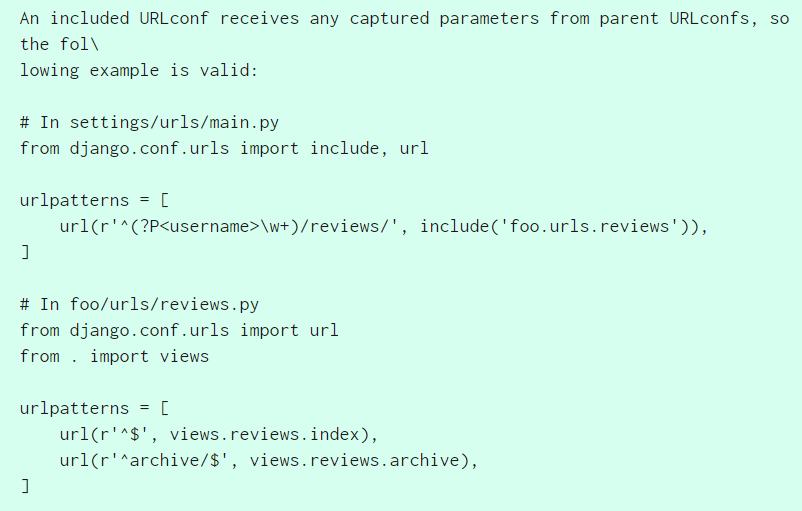 An included URLconf receives any captured parameters from parent URLconfs, so
the fol\
lowing example is valid:

# In settings/urls/main.py
from django.conf.urls import include, url

urlpatterns = [
    url(r'^(?P<username>\w+)/reviews/', include('foo.urls.reviews')),
]

# In foo/urls/reviews.py
from django.conf.urls import url
from . import views

urlpatterns = [
    url(r'^$', views.reviews.index),
    url(r'^archive/$', views.reviews.archive),
]